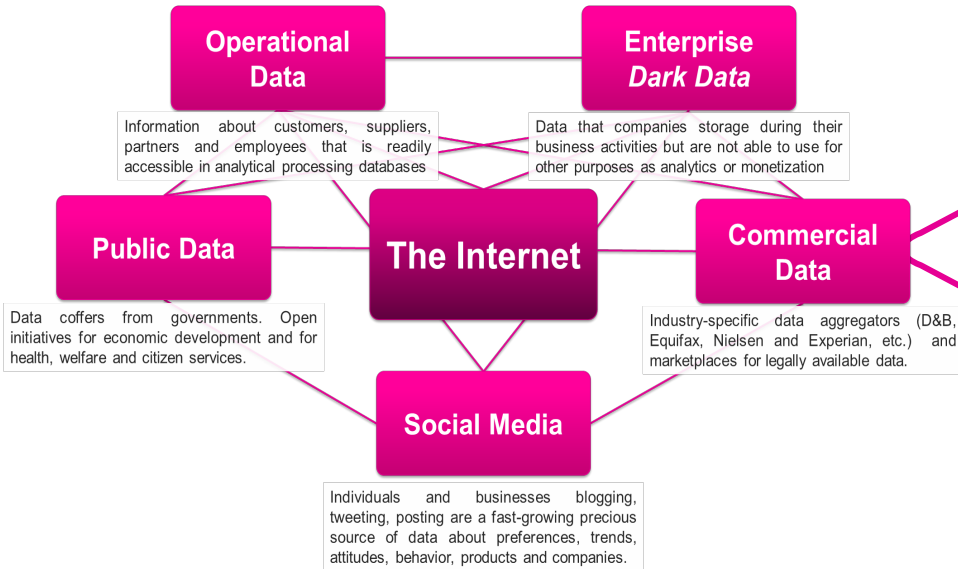 Operational
Data
Enterprise
Dark Data
Information about customers, suppliers,
partners and employees that is readily
accessible in analytical processing databases
Data that companies storage during their
business activities but are not able to use for
other purposes as analytics or monetization
Public Data
The Internet
Commercial
Data
Data coffers from governments. Open
initiatives for economic development and for
health, welfare and citizen services.
Industry-specific data aggregators (D&B,
Equifax, Nielsen and Experian, etc.) and
marketplaces for legally available data.
Social Media
Individuals and businesses blogging,
tweeting, posting are a fast-growing precious
source of data about preferences, trends,
attitudes, behavior, products and companies.